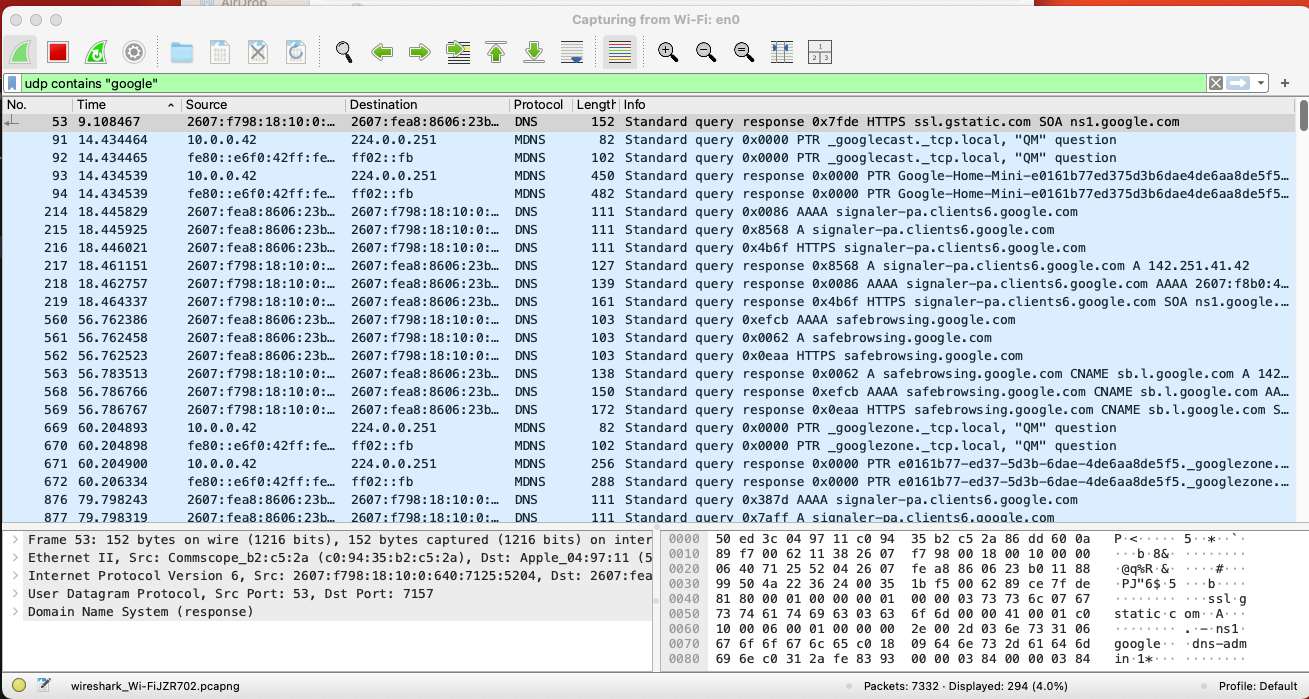 AirDrop
Capturing from Wi-Fi: en0
udp contains "google"
No. Time Source Destination Protocol Length Info
53 9.108467 2607:f798:18:10:0:… 2607:fea8:8606:23b… DNS 152 Standard query response 0x7fde HTTPS ssl.gstatic.com SOA ns1.google.com
91 14.434464 10.0.0.42 224.0.0.251 MDNS 82 Standard query 0x0000 PTR _googlecast._tcp.local, "QM" question
92 14.434465 fe80::e6f0:42ff:fe… ff02::fb MDNS 102 Standard query 0x0000 PTR _googlecast._tcp.local, "QM" question
93 14.434539 10.0.0.42 224.0.0.251 MDNS 450 Standard query response 0x0000 PTR Google-Home-Mini-e0161b77ed375d3b6dae4de6aa8de5f5…
94 14.434539 fe80::e6f0:42ff:fe… ff02::fb MDNS 482 Standard query response 0x0000 PTR Google-Home-Mini-e0161b77ed375d3b6dae4de6aa8de5f5…
214 18.445829 2607:fea8:8606:23b… 2607:f798:18:10:0:… DNS 111 Standard query 0x0086 AAAA signaler-pa.clients6.google.com
215 18.445925 2607:fea8:8606:23b… 2607:f798:18:10:0:… DNS 111 Standard query 0x8568 A signaler-pa.clients6.google.com
216 18.446021 2607:fea8:8606:23b… 2607:f798:18:10:0:… DNS 111 Standard query 0x4b6f HTTPS signaler-pa.clients6.google.com
217 18.461151 2607:f798:18:10:0:… 2607:fea8:8606:23b… DNS 127 Standard query response 0x8568 A signaler-pa.clients6.google.com A 142.251.41.42
218 18.462757 2607:f798:18:10:0:… 2607:fea8:8606:23b… DNS 139 Standard query response 0x0086 AAAA signaler-pa.clients6.google.com AAAA 2607:f8b0:4…
219 18.464337 2607:f798:18:10:0:… 2607:fea8:8606:23b… DNS 161 Standard query response 0x4b6f HTTPS signaler-pa.clients6.google.com SOA ns1.google.…
560 56.762386 2607:fea8:8606:23b… 2607:f798:18:10:0:… DNS 103 Standard query 0xefcb AAAA safebrowsing.google.com
561 56.762458 2607:fea8:8606:23b… 2607:f798:18:10:0:… DNS 103 Standard query 0x0062 A safebrowsing.google.com
562 56.762523 2607:fea8:8606:23b… 2607:f798:18:10:0:… DNS 103 Standard query 0x0eaa HTTPS safebrowsing.google.com
563 56.783513 2607:f798:18:10:0:… 2607:fea8:8606:23b… DNS 138 Standard query response 0x0062 A safebrowsing.google.com CNAME sb.l.google.com A 142…
568 56.786766 2607:f798:18:10:0:… 2607:fea8:8606:23b… DNS 150 Standard query response 0xefcb AAAA safebrowsing.google.com CNAME sb.l.google.com AA…
569 56.786767 2607:f798:18:10:0:… 2607:fea8:8606:23b… DNS 172 Standard query response 0x0eaa HTTPS safebrowsing.google.com CNAME sb.l.google.com S…
669 60.204893 10.0.0.42 224.0.0.251 MDNS 82 Standard query 0x0000 PTR _googlezone._tcp.local, "QM" question
670 60.204898 fe80::e6f0:42ff:fe… ff02::fb MDNS 102 Standard query 0x0000 PTR _googlezone._tcp.local, "QM" question
671 60.204900 10.0.0.42 224.0.0.251 MDNS 256 Standard query response 0x0000 PTR e0161b77-ed37-5d3b-6dae-4de6aa8de5f5._googlezone.…
672 60.206334 fe80::e6f0:42ff:fe… ff02::fb MDNS 288 Standard query response 0x0000 PTR e0161b77-ed37-5d3b-6dae-4de6aa8de5f5._googlezone.…
876 79.798243 2607:fea8:8606:23b… 2607:f798:18:10:0:… DNS 111 Standard query 0x387d AAAA signaler-pa.clients6.google.com
877 79.798319 2607:fea8:8606:23b… 2607:f798:18:10:0:… DNS 111 Standard query 0x7aff A signaler-pa.clients6.google.com
Frame 53: 152 bytes on wire (1216 bits), 152 bytes captured (1216 bits) on inter
Ethernet II, Src: Commscope_b2:c5:2a (c0:94:35:b2:c5:2a), Dst: Apple_04:97:11 (5
Internet Protocol Version 6, Src: 2607:f798:18:10:0:640:7125:5204, Dst: 2607:fea
User Datagram Protocol, Src Port: 53, Dst Port: 7157
Domain Name System (response)
0000 50 ed 3c 04 97 11 c0 94 35 b2 c5 2a 86 dd 60 0a P·<·····5··*··`·
0010 89 f7 00 62 11 38 26 07 f7 98 00 18 00 10 00 00 ···b·8&·········
0020 06 40 71 25 52 04 26 07 fe a8 86 06 23 b0 11 88 ·@q%R·&·····#···
0030 99 50 4a 22 36 24 00 35 1b f5 00 62 89 ce 7f de ·PJ"6$·5···b····
0040 81 80 00 01 00 00 00 01 00 00 03 73 73 6c 07 67 ···········ssl·g
0050 73 74 61 74 69 63 03 63 6f 6d 00 00 41 00 01 c0 static·com··A···
0060 10 00 06 00 01 00 00 00 2e 00 2d 03 6e 73 31 06 ········.·-·ns1·
0070 67 6f 6f 67 6c 65 c0 18 09 64 6e 73 2d 61 64 6d google···dns-adm
0080 69 6e c0 31 2a fe 83 93 00 00 03 84 00 00 03 84 in·1*···········
wireshark_Wi-FiJZR702.pcapng
Packets: 7332 · Displayed: 294 (4.0%)
Profile: Default